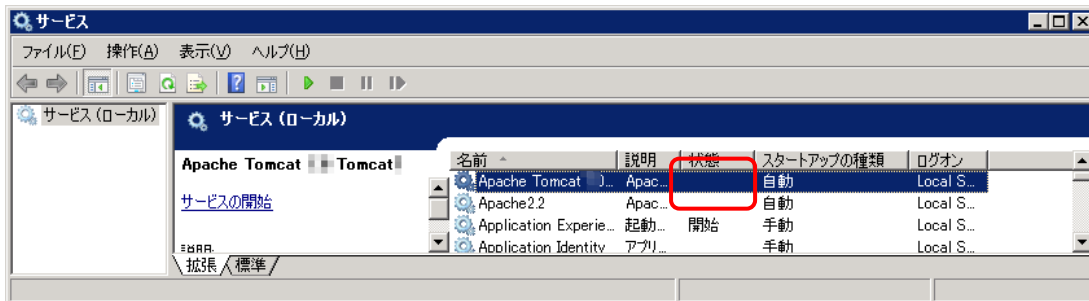 サービス
ファイル(F) 操作(A) 表示(V) ヘルプ(H)
サービス (ローカル)
サービス (ローカル)
Apache Tomcat Tomcat
サービスの開始
説明
名前 説明 状態 スタートアップの種類 ログオン
Apache Tomcat ... Apac... 自動 Local S...
Apache2.2 Apac... 自動 Local S...
Application Experie... 起動... 開始 手動 Local S...
Application Identity アプリ... 手動 Local S...
拡張 標準